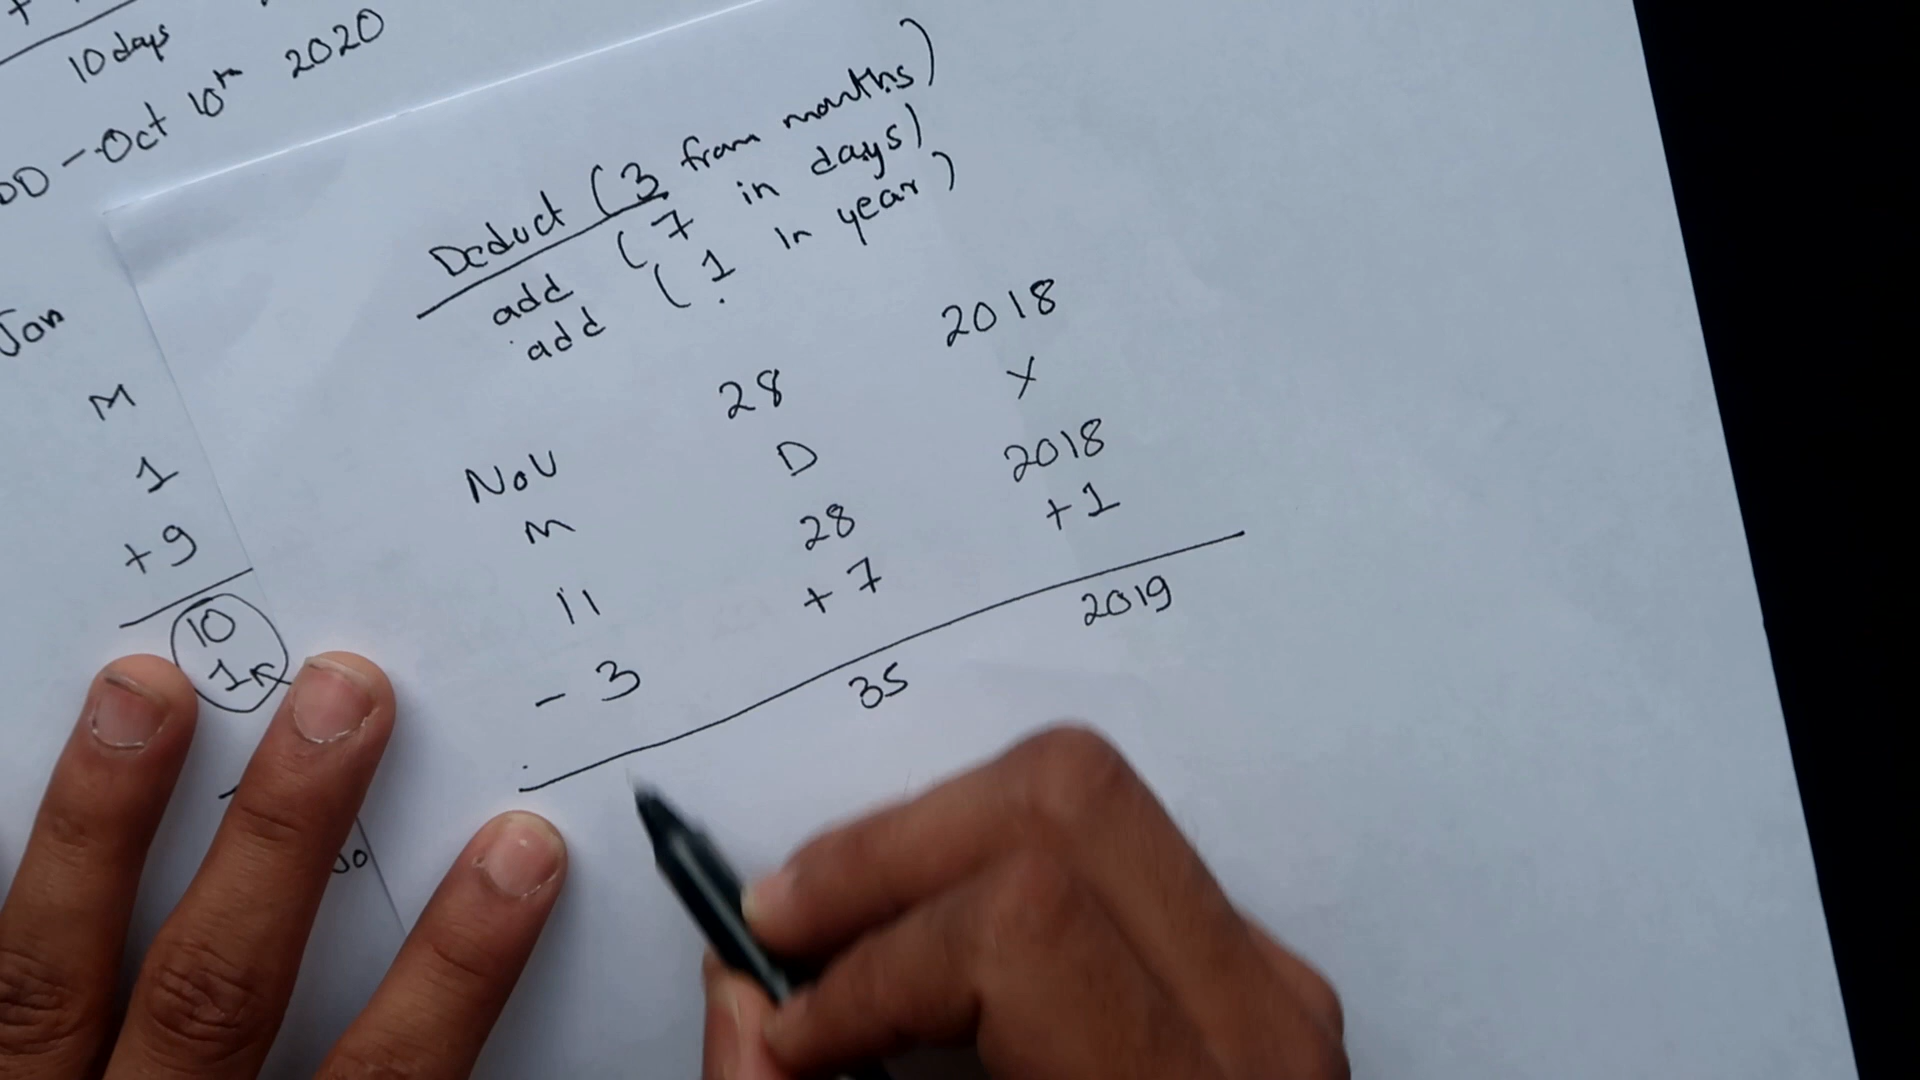 10 days
- Oct 10th 2020
Deduct (3 from months)
add (7 in days)
add (1 in year)
Jan
M
1
+9
10
1
Nov 28 2018
M D Y
11 28 2018
- 3 + 7 + 1
35 2019